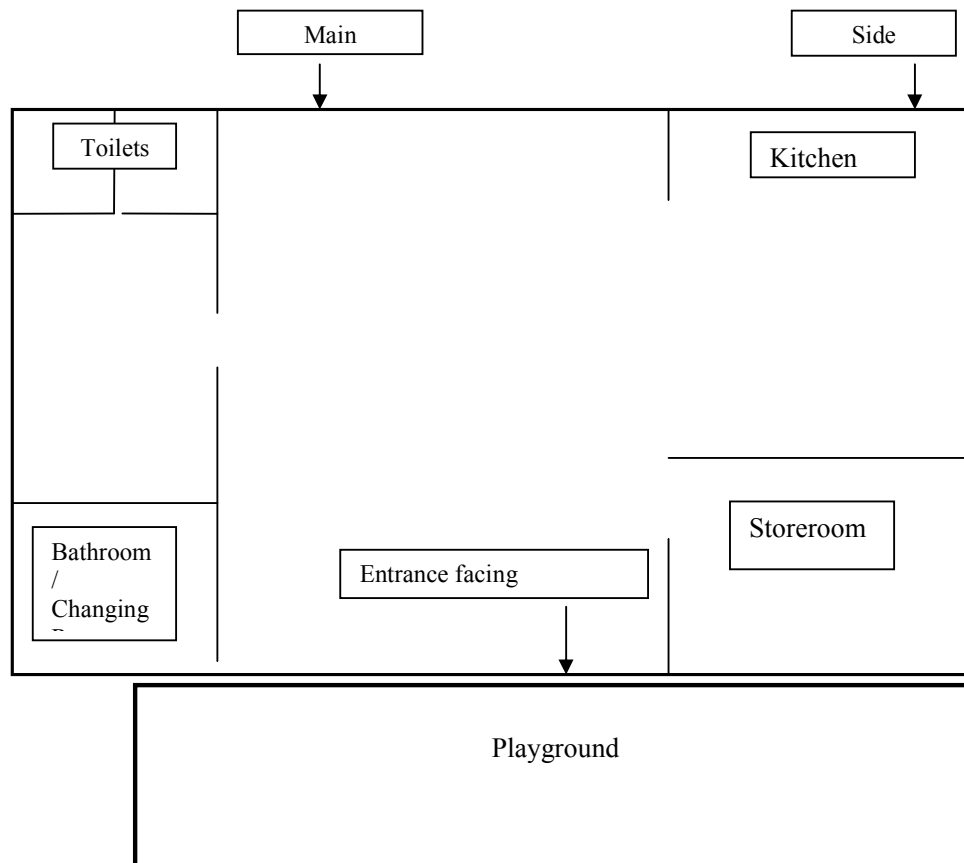 Main
Side
Toilets
Kitchen
Bathroom
/
Changing
Storeroom
Entrance facing
Playground